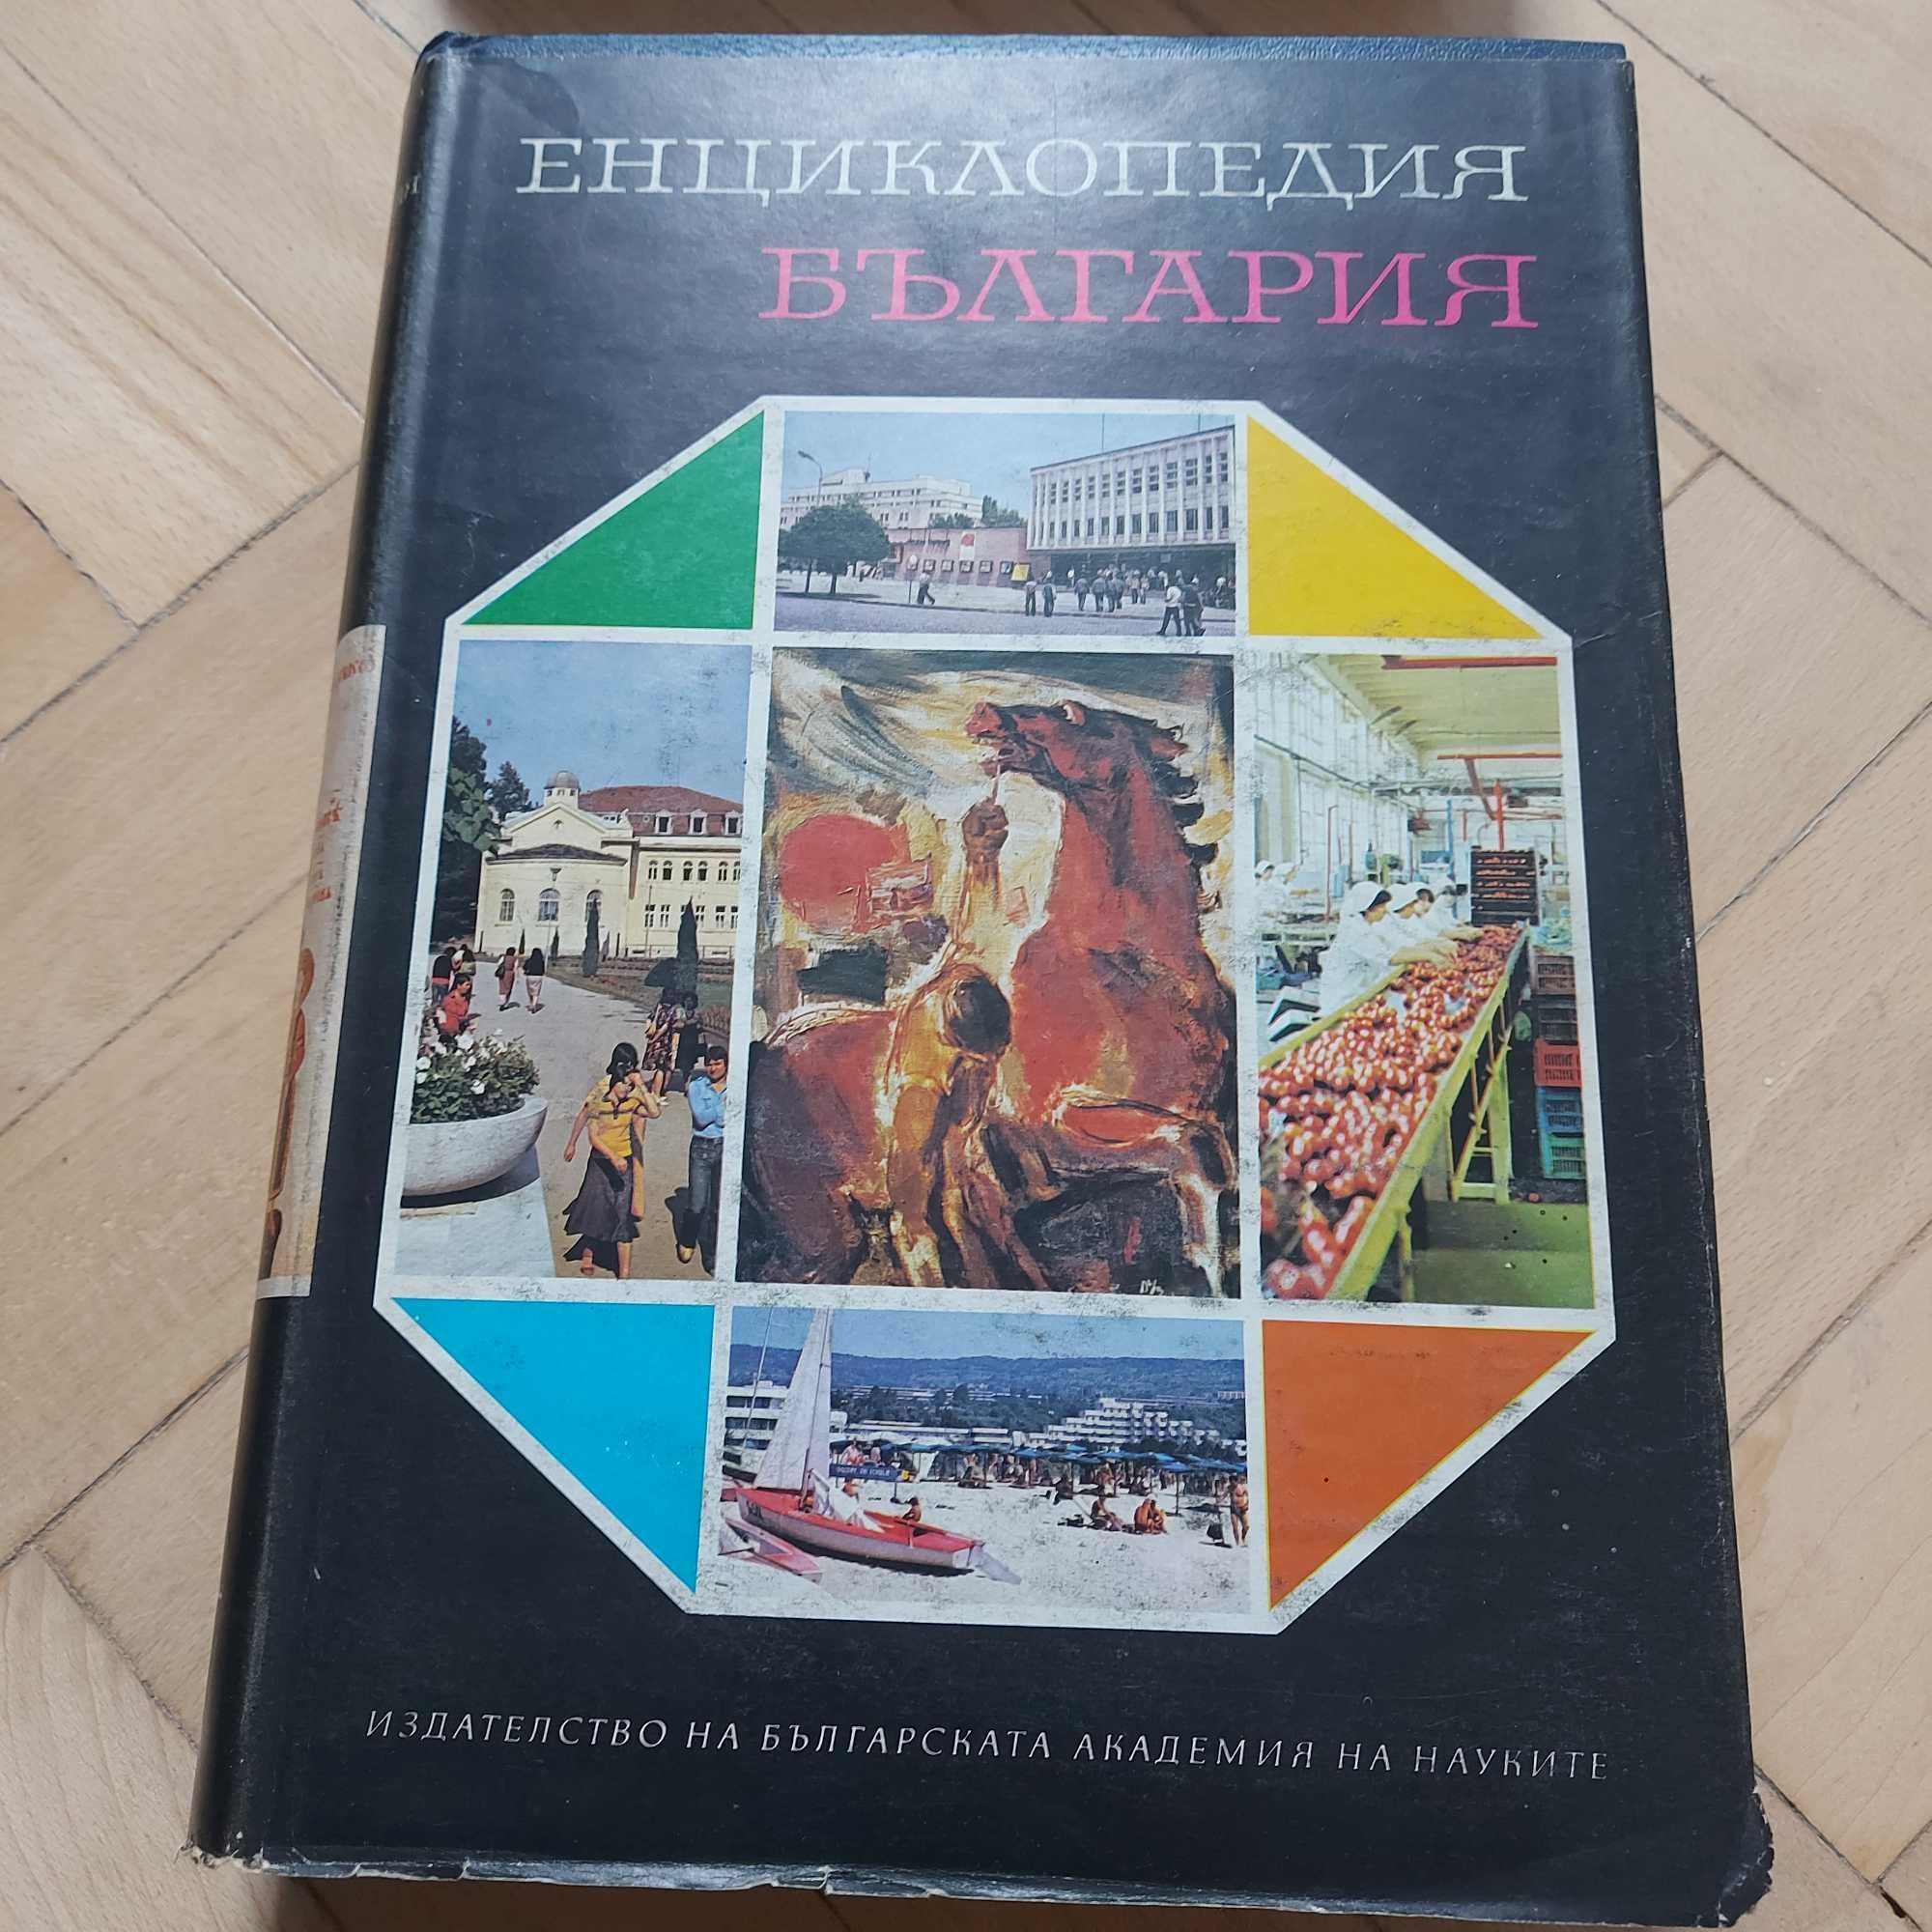 ЕНЦИКЛОПЕДИЯ
БЪЛГАРИЯ
ИЗДАТЕЛСТВО НА БЪЛГАРСКАТА АКАДЕМИЯ НА НАУКИТЕ